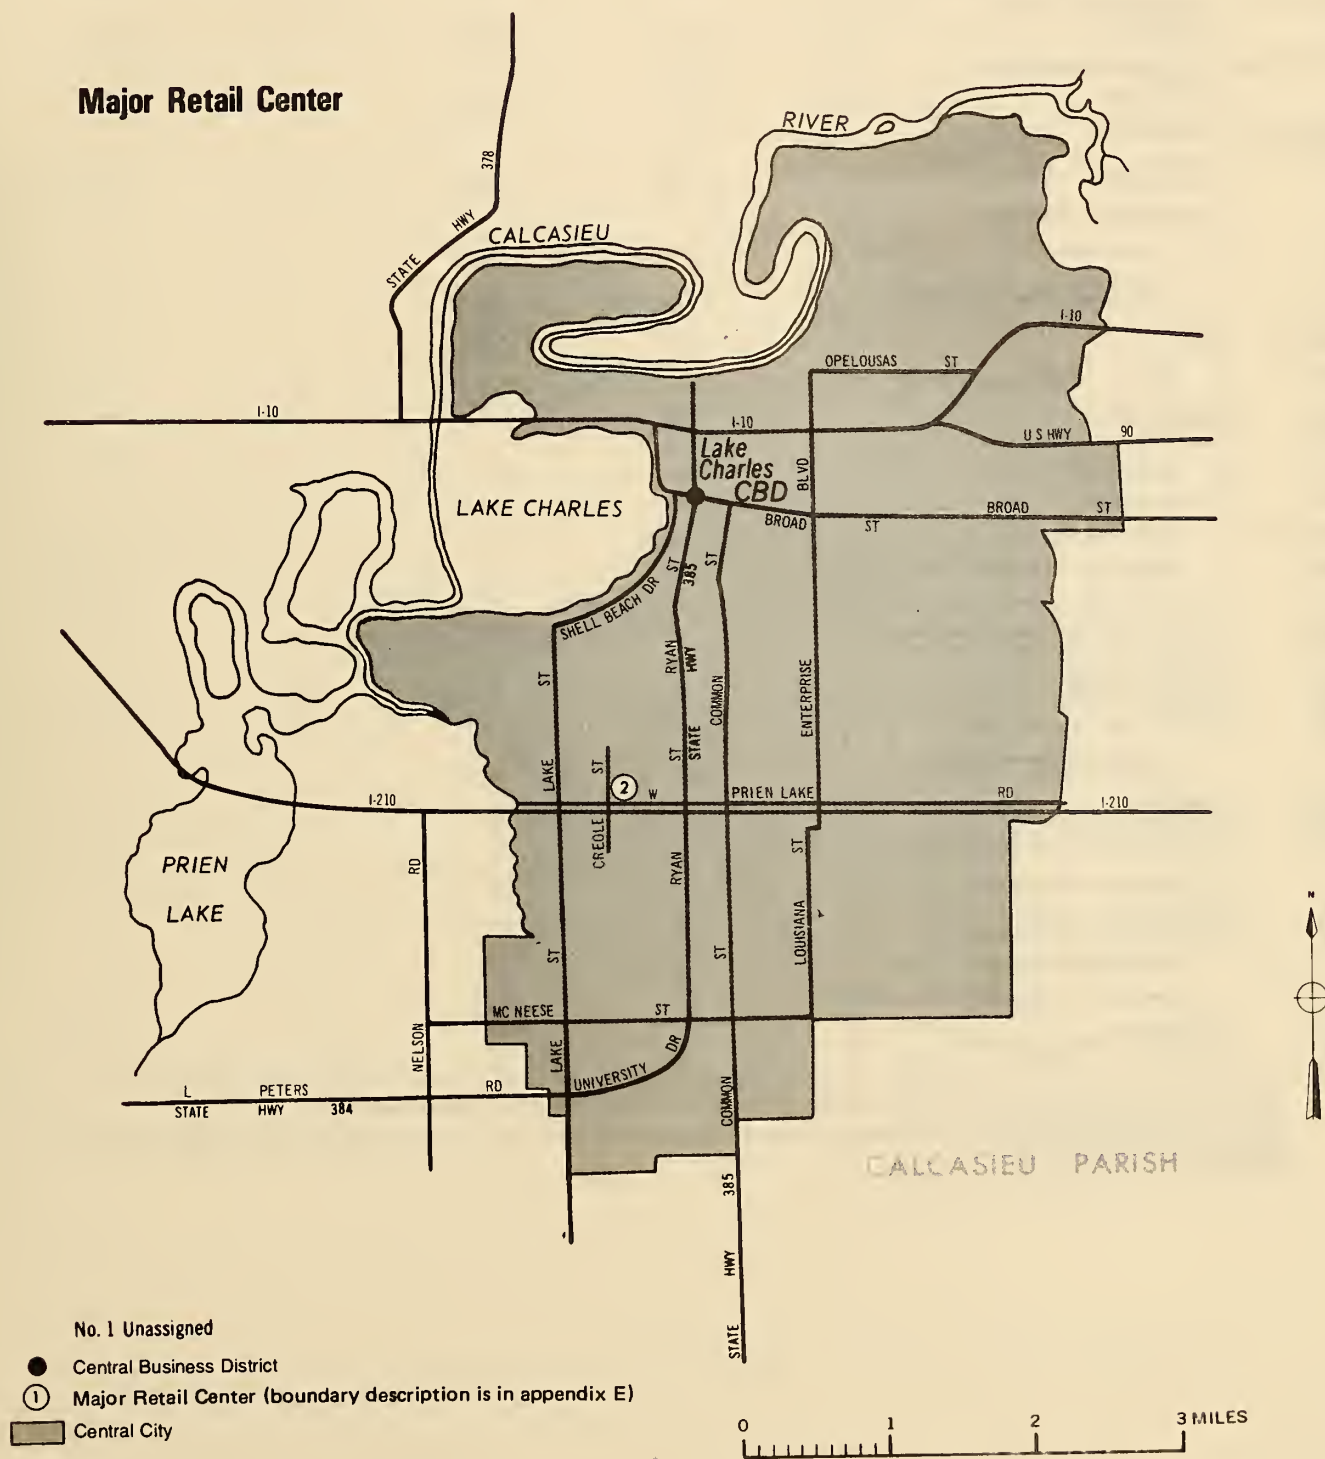 Major Retail Center
RIVER
378
HWY
STATE
CALCASIEU
I-10
OPELOUSAS ST
I-10
I-10
U S HWY 90
Lake
Charles
CBD
BLVD
LAKE CHARLES
BROAD ST
BROAD ST
ST
385
ST
SHELL BEACH DR
RYAN
HWY
ST
COMMON
ENTERPRISE
STATE
ST
LAKE
ST
2
W PRIEN LAKE RD
I-210
I-210
CREOLE
RYAN
ST
RD
PRIEN
LAKE
LOUISIANA
ST
ST
MC NEESE ST
NELSON
LAKE
DR
UNIVERSITY
COMMON
L PETERS RD
STATE HWY 384
N
CALCASIEU PARISH
385
HWY
STATE
No. 1 Unassigned
Central Business District
1 Major Retail Center (boundary description is in appendix E)
Central City
0 1 2 3 MILES